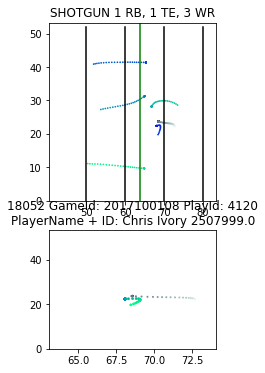 SHOTGUN 1 RB, 1 TE, 3 WR
50
40
30
20
10
0
50 60 70 80
18052 GameId: 2017100108 PlayId: 4120
PlayerName + ID: Chris Ivory 2507999.0
40
20
0
65.0 67.5 70.0 72.5